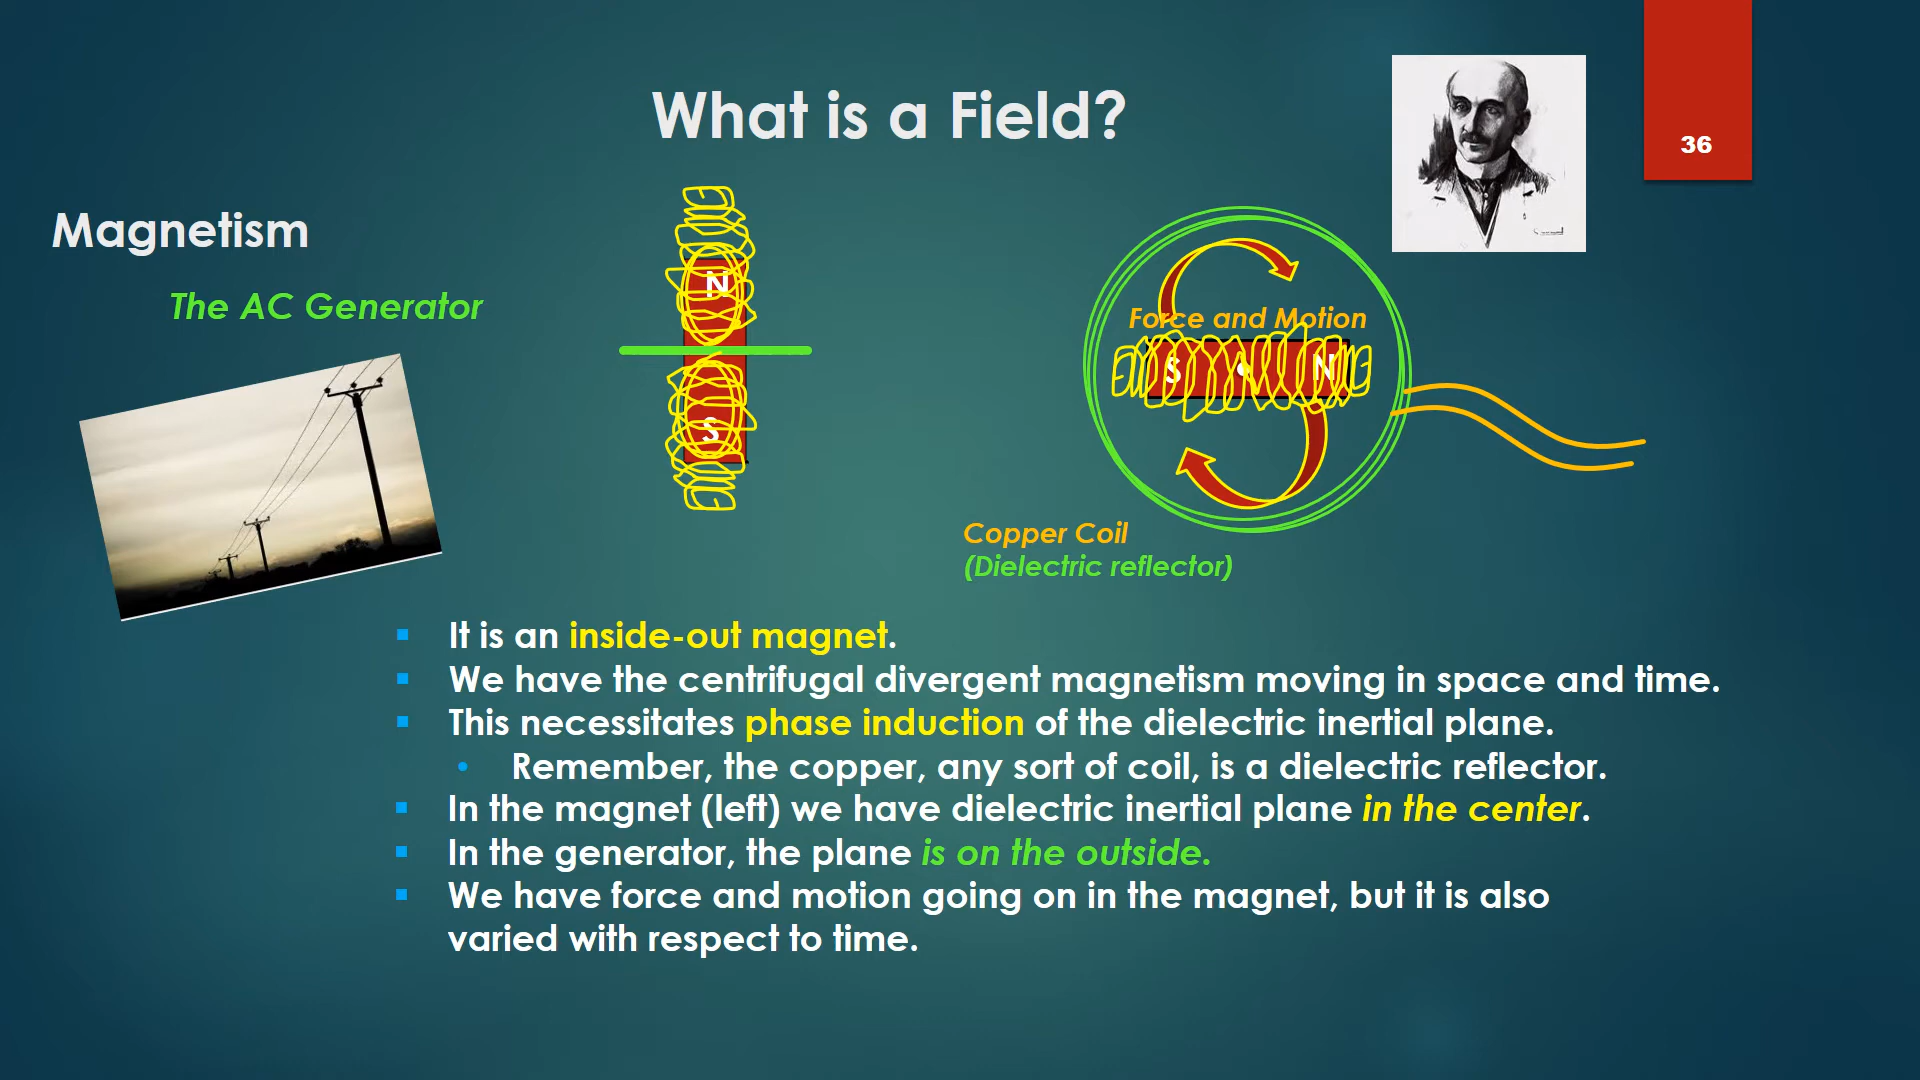 What is a Field?
36
Magnetism
The AC Generator
N
S
Force and Motion
S
N
Copper Coil
(Dielectric reflector)
It is an inside-out magnet.
We have the centrifugal divergent magnetism moving in space and time.
This necessitates phase induction of the dielectric inertial plane.
Remember, the copper, any sort of coil, is a dielectric reflector.
In the magnet (left) we have dielectric inertial plane in the center.
In the generator, the plane is on the outside.
We have force and motion going on in the magnet, but it is also
varied with respect to time.